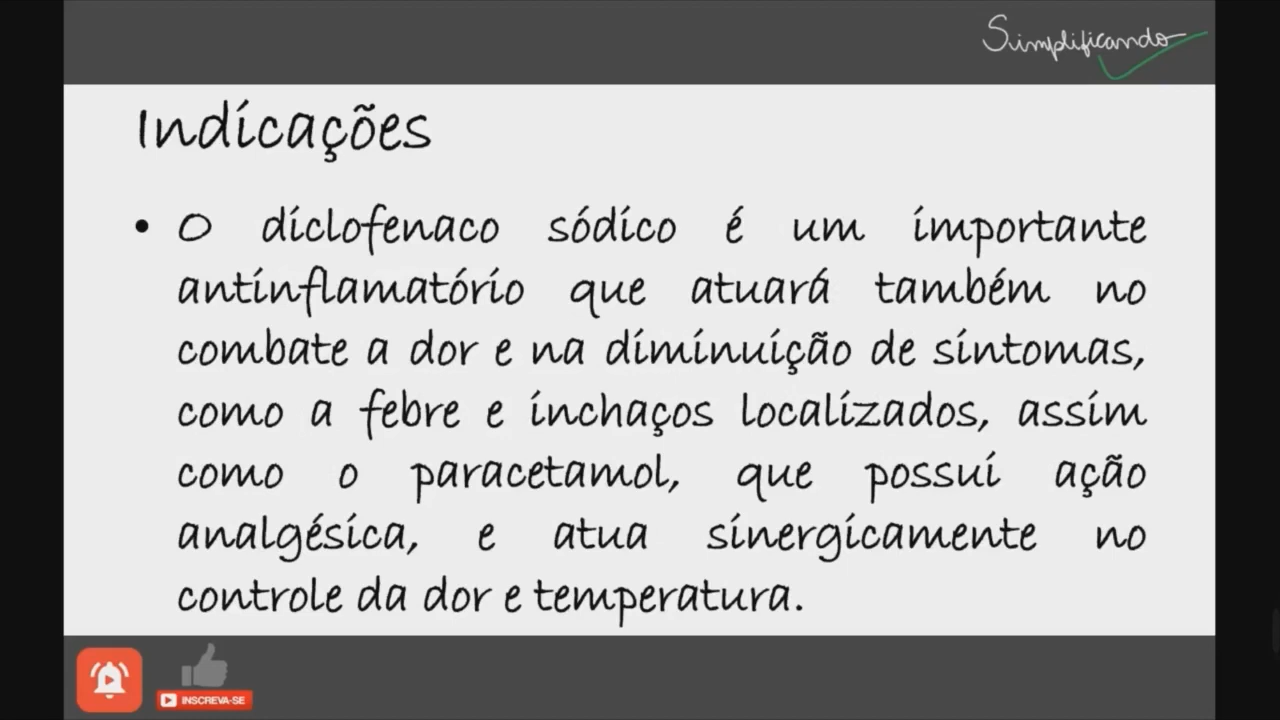 Simplificando
Indicações
• O diclofenaco sódico é um importante
antinflamatório que atuará também no
combate a dor e na diminuição de sintomas,
como a febre e inchaços localizados, assim
como o paracetamol, que possui ação
analgésica, e atua sinergicamente no
controle da dor e temperatura.
INSCREVA-SE